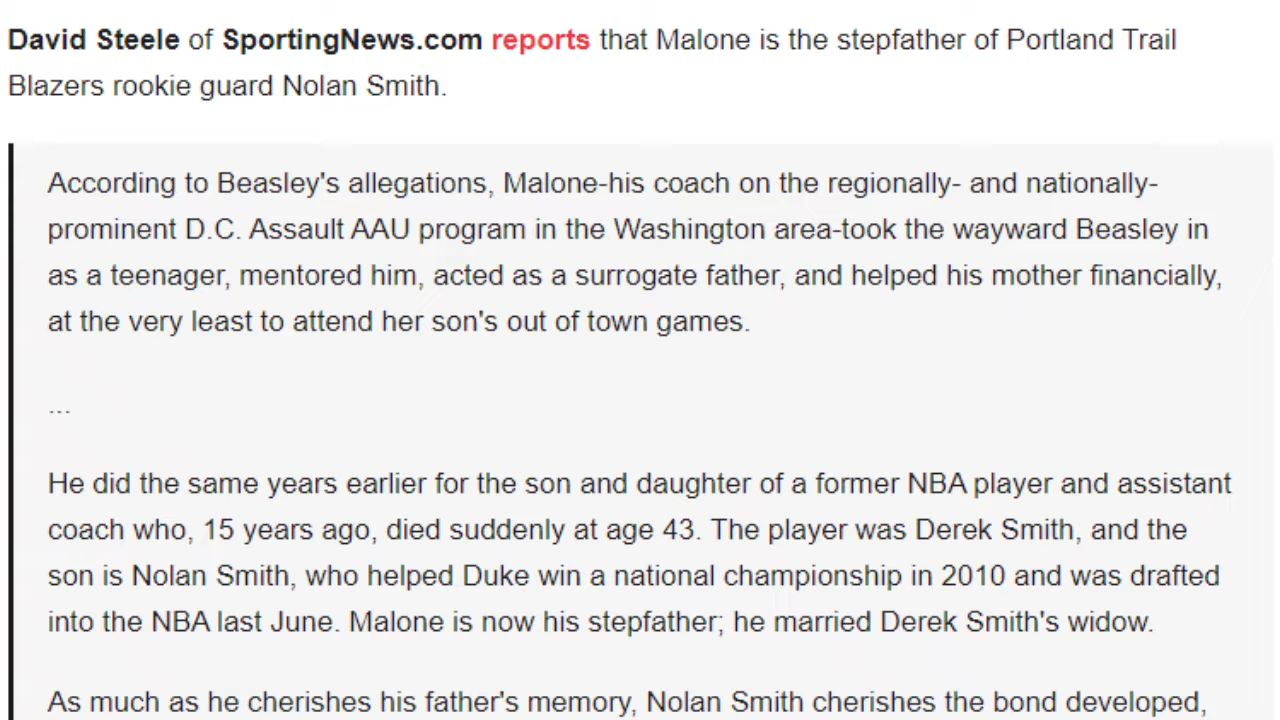 David Steele of SportingNews.com reports that Malone is the stepfather of Portland Trail
Blazers rookie guard Nolan Smith.
According to Beasley's allegations, Malone-his coach on the regionally- and nationally-
prominent D.C. Assault AAU program in the Washington area-took the wayward Beasley in
as a teenager, mentored him, acted as a surrogate father, and helped his mother financially,
at the very least to attend her son's out of town games.
...
He did the same years earlier for the son and daughter of a former NBA player and assistant
coach who, 15 years ago, died suddenly at age 43. The player was Derek Smith, and the
son is Nolan Smith, who helped Duke win a national championship in 2010 and was drafted
into the NBA last June. Malone is now his stepfather; he married Derek Smith's widow.
As much as he cherishes his father's memory, Nolan Smith cherishes the bond developed,